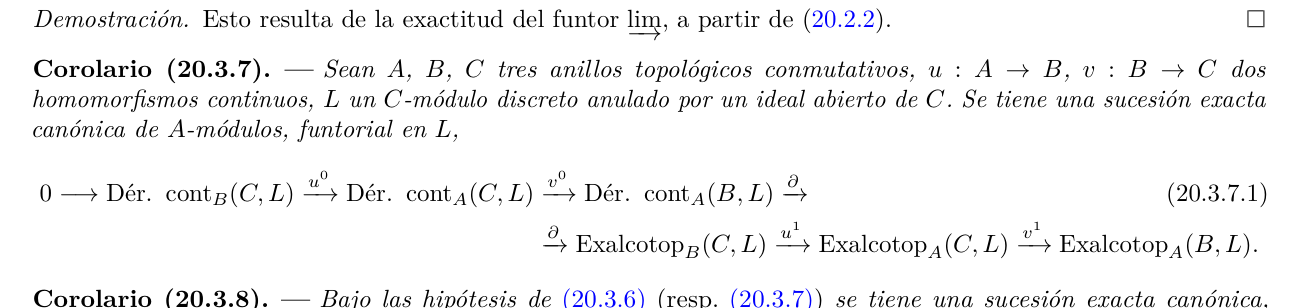 Demostración. Esto resulta de la exactitud del funtor lim→, a partir de (20.2.2). □
Corolario (20.3.7). — Sean A, B, C tres anillos topológicos conmutativos, u : A → B, v : B → C dos
homomorfismos continuos, L un C-módulo discreto anulado por un ideal abierto de C. Se tiene una sucesión exacta
canónica de A-módulos, funtorial en L,
0 ⟶ Dér. cont_B(C, L) ⟶^{u^0} Dér. cont_A(C, L) ⟶^{v^0} Dér. cont_A(B, L) →^∂ (20.3.7.1)
→^∂ Exalcotop_B(C, L) ⟶^{u^1} Exalcotop_A(C, L) ⟶^{v^1} Exalcotop_A(B, L).
Corolario (20.3.8). — Bajo las hipótesis de (20.3.6) (resp. (20.3.7)) se tiene una sucesión exacta canónica,